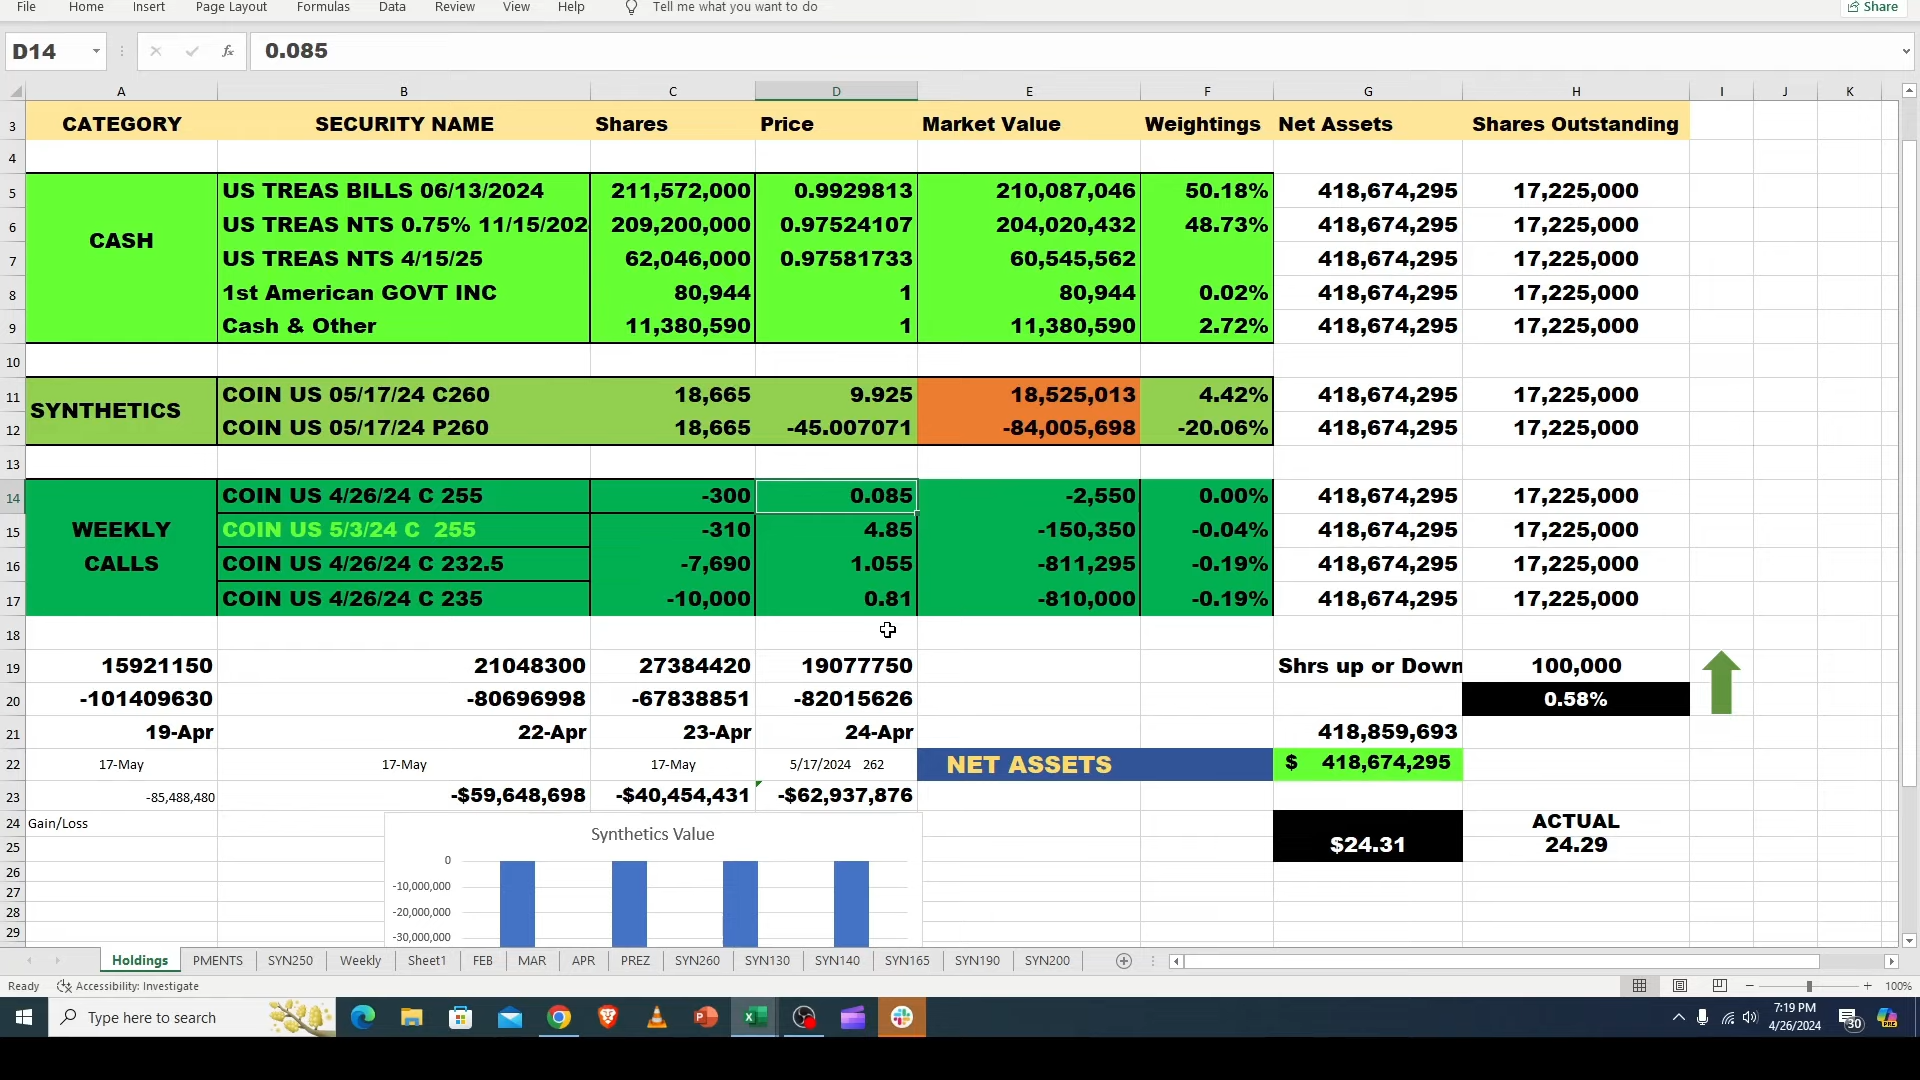 File Home Insert Page Layout Formulas Data Review View Help Tell me what you want to do Share
D14 fx 0.085
A B C D E F G H I J K
3 CATEGORY SECURITY NAME Shares Price Market Value Weightings Net Assets Shares Outstanding
4
5 US TREAS BILLS 06/13/2024 211,572,000 0.9929813 210,087,046 50.18% 418,674,295 17,225,000
6 CASH US TREAS NTS 0.75% 11/15/202 209,200,000 0.97524107 204,020,432 48.73% 418,674,295 17,225,000
7 US TREAS NTS 4/15/25 62,046,000 0.97581733 60,545,562 418,674,295 17,225,000
8 1st American GOVT INC 80,944 1 80,944 0.02% 418,674,295 17,225,000
9 Cash & Other 11,380,590 1 11,380,590 2.72% 418,674,295 17,225,000
10
11 SYNTHETICS COIN US 05/17/24 C260 18,665 9.925 18,525,013 4.42% 418,674,295 17,225,000
12 COIN US 05/17/24 P260 18,665 -45.007071 -84,005,698 -20.06% 418,674,295 17,225,000
13
14 COIN US 4/26/24 C 255 -300 0.085 -2,550 0.00% 418,674,295 17,225,000
15 WEEKLY COIN US 5/3/24 C 255 -310 4.85 -150,350 -0.04% 418,674,295 17,225,000
16 CALLS COIN US 4/26/24 C 232.5 -7,690 1.055 -811,295 -0.19% 418,674,295 17,225,000
17 COIN US 4/26/24 C 235 -10,000 0.81 -810,000 -0.19% 418,674,295 17,225,000
18
19 15921150 21048300 27384420 19077750 Shrs up or Down 100,000
20 -101409630 -80696998 -67838851 -82015626 0.58%
21 19-Apr 22-Apr 23-Apr 24-Apr 418,859,693
22 17-May 17-May 17-May 5/17/2024 262 NET ASSETS $ 418,674,295
23 -85,488,480 -$59,648,698 -$40,454,431 -$62,937,876
24 Gain/Loss Synthetics Value ACTUAL
25 0 $24.31 24.29
26 -10,000,000
27
28 -20,000,000
29 -30,000,000
Holdings PMENTS SYN250 Weekly Sheet1 FEB MAR APR PREZ SYN260 SYN130 SYN140 SYN165 SYN190 SYN200
Ready Accessibility: Investigate 100%
Type here to search 7:19 PM
4/26/2024 30 PRE